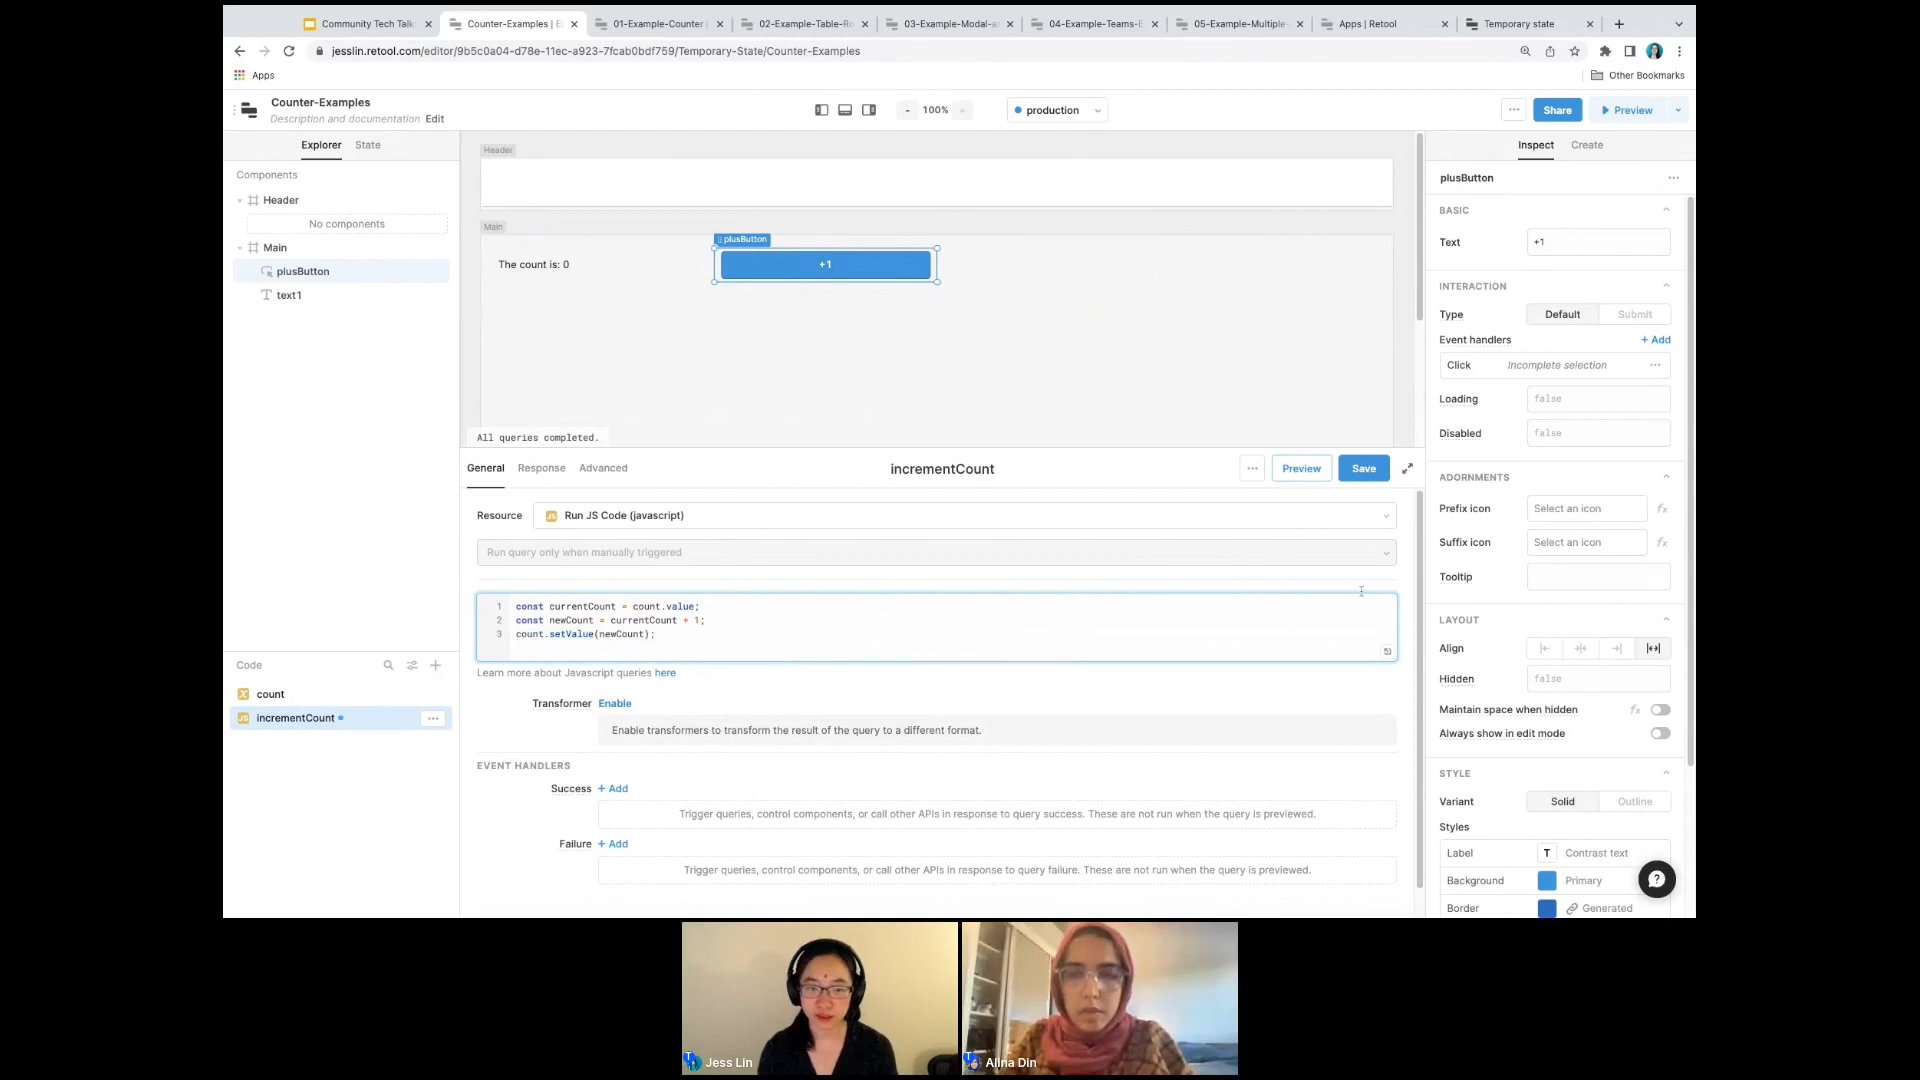 Community Tech Talk:
Counter-Examples | E
01-Example-Counter |
02-Example-Table-Ro
03-Example-Modal-a
04-Example-Teams-E
05-Example-Multiple-
Apps | Retool
Temporary state
jesslin.retool.com/editor/9b5c0a04-d78e-11ec-a923-7fcab0bdf759/Temporary-State/Counter-Examples
Apps
Other Bookmarks
Counter-Examples
Description and documentation Edit
- 100% +
production
Share
Preview
Explorer State
Components
Header
No components
Main
plusButton
text1
Header
Main
plusButton
The count is: 0
+1
All queries completed.
General Response Advanced
incrementCount
Preview Save
Resource
JS Run JS Code (javascript)
Run query only when manually triggered
1 const currentCount = count.value;
2 const newCount = currentCount + 1;
3 count.setValue(newCount);
Learn more about Javascript queries here
Transformer Enable
Enable transformers to transform the result of the query to a different format.
EVENT HANDLERS
Success + Add
Trigger queries, control components, or call other APIs in response to query success. These are not run when the query is previewed.
Failure + Add
Trigger queries, control components, or call other APIs in response to query failure. These are not run when the query is previewed.
Code
count
JS incrementCount
Inspect Create
plusButton
BASIC
Text +1
INTERACTION
Type Default Submit
Event handlers + Add
Click Incomplete selection
Loading false
Disabled false
ADORNMENTS
Prefix icon Select an icon fx
Suffix icon Select an icon fx
Tooltip
LAYOUT
Align
Hidden false
Maintain space when hidden fx
Always show in edit mode
STYLE
Variant Solid Outline
Styles
Label T Contrast text
Background Primary
Border Generated
Jess Lin
Alina Din